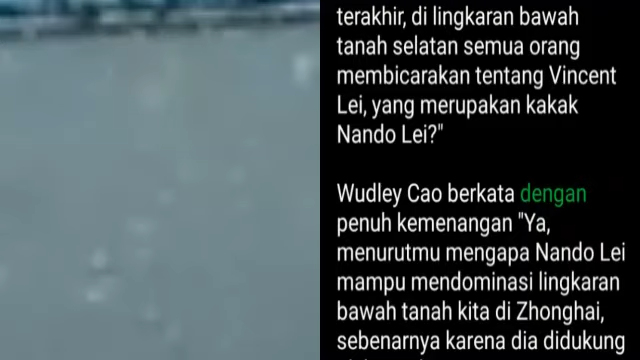 terakhir, di lingkaran bawah
tanah selatan semua orang
membicarakan tentang Vincent
Lei, yang merupakan kakak
Nando Lei?"
Wudley Cao berkata dengan
penuh kemenangan "Ya,
menurutmu mengapa Nando Lei
mampu mendominasi lingkaran
bawah tanah kita di Zhonghai,
sebenarnya karena dia didukung